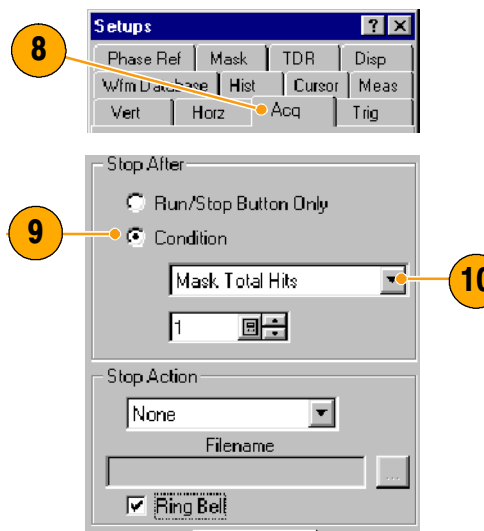 Setups ? ×
8
Phase Ref Mask TDR Disp
Wfm Database Hist Cursor Meas
Vert Horz Acq Trig
Stop After
Run/Stop Button Only
9
Condition
Mask Total Hits
10
1
Stop Action
None
Filename
...
Ring Bell